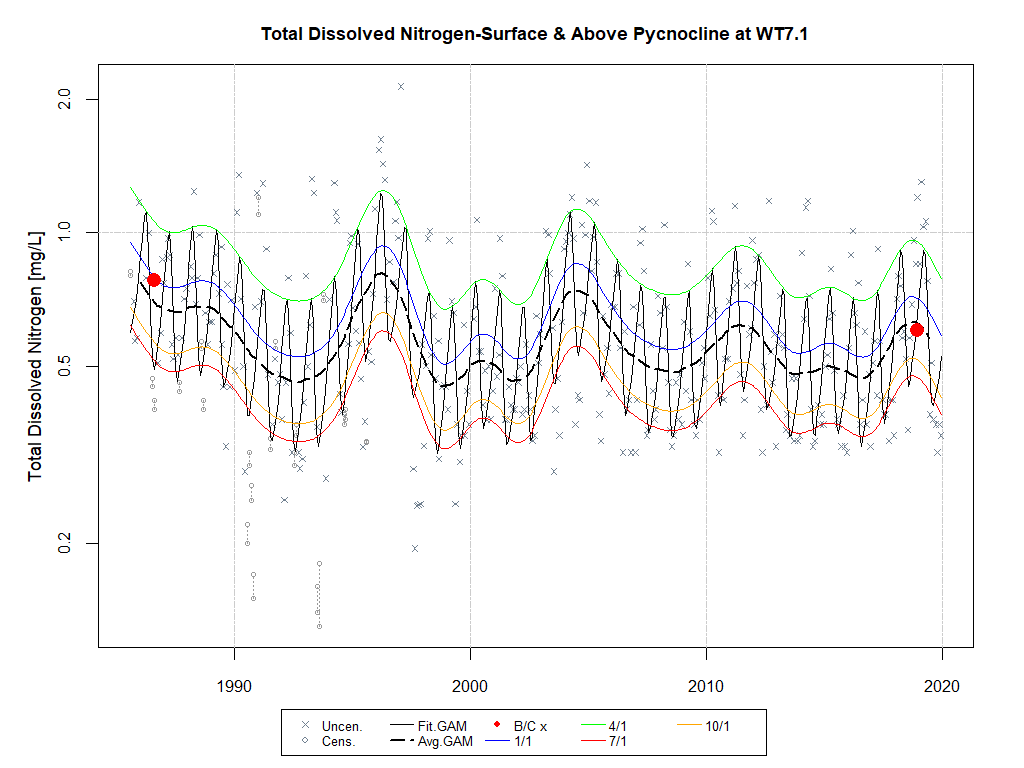 Total Dissolved Nitrogen-Surface & Above Pycnocline at WT7.1
Total Dissolved Nitrogen [mg/L]
2.0
1.0
0.5
0.2
1990 2000 2010 2020
Uncen. Fit.GAM B/C x 4/1 10/1
Cens. Avg.GAM 1/1 7/1